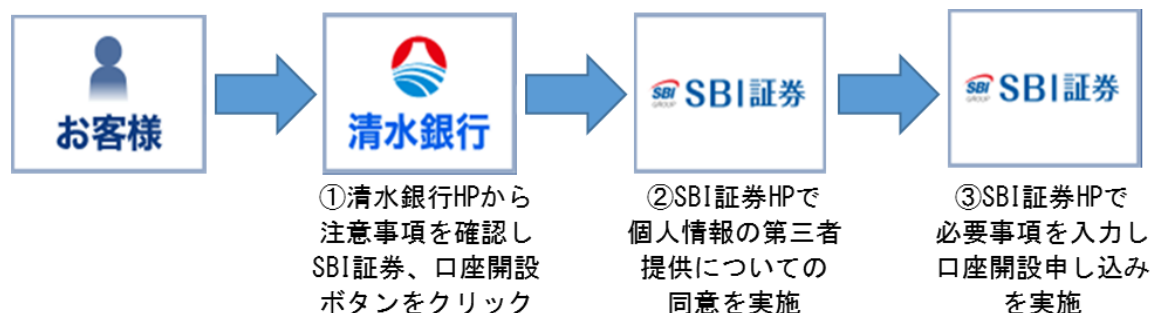 お客様
清水銀行
SBI GROUP SBI証券
SBI GROUP SBI証券
①清水銀行HPから
注意事項を確認し
SBI証券、口座開設
ボタンをクリック
②SBI証券HPで
個人情報の第三者
提供についての
同意を実施
③SBI証券HPで
必要事項を入力し
口座開設申し込み
を実施